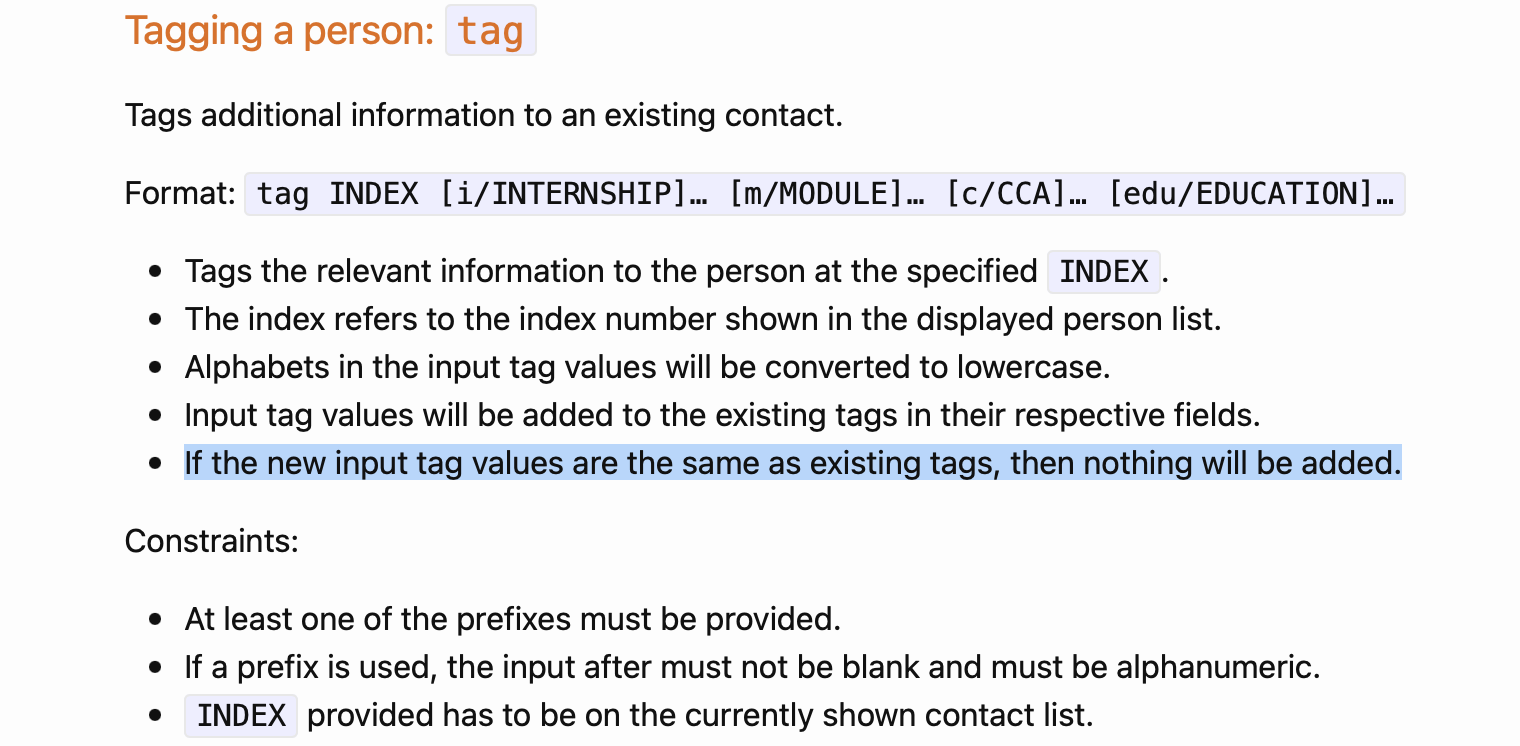 Tagging a person: tag
Tags additional information to an existing contact.
Format: tag INDEX [i/INTERNSHIP]… [m/MODULE]… [c/CCA]… [edu/EDUCATION]…
• Tags the relevant information to the person at the specified INDEX.
• The index refers to the index number shown in the displayed person list.
• Alphabets in the input tag values will be converted to lowercase.
• Input tag values will be added to the existing tags in their respective fields.
• If the new input tag values are the same as existing tags, then nothing will be added.
Constraints:
• At least one of the prefixes must be provided.
• If a prefix is used, the input after must not be blank and must be alphanumeric.
• INDEX provided has to be on the currently shown contact list.